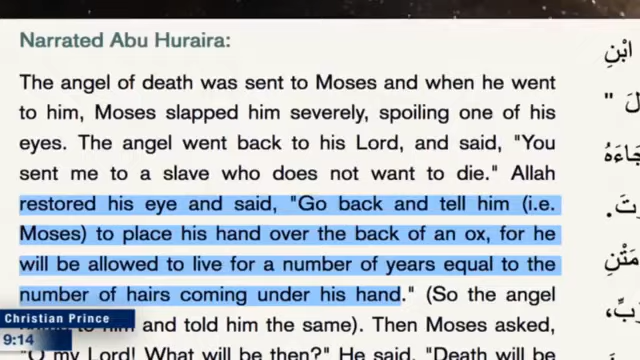 Narrated Abu Huraira:
The angel of death was sent to Moses and when he went
to him, Moses slapped him severely, spoiling one of his
eyes. The angel went back to his Lord, and said, "You
sent me to a slave who does not want to die." Allah
restored his eye and said, "Go back and tell him (i.e.
Moses) to place his hand over the back of an ox, for he
will be allowed to live for a number of years equal to the
number of hairs coming under his hand." (So the angel
him and told him the same). Then Moses asked,
"O my Lord! What will be then?" He said, "Death will be
ابْنِ
لَ "
جَاءَهُ
وتَ.
مَتْنِ
رَبِّ،
Christian Prince
9:14